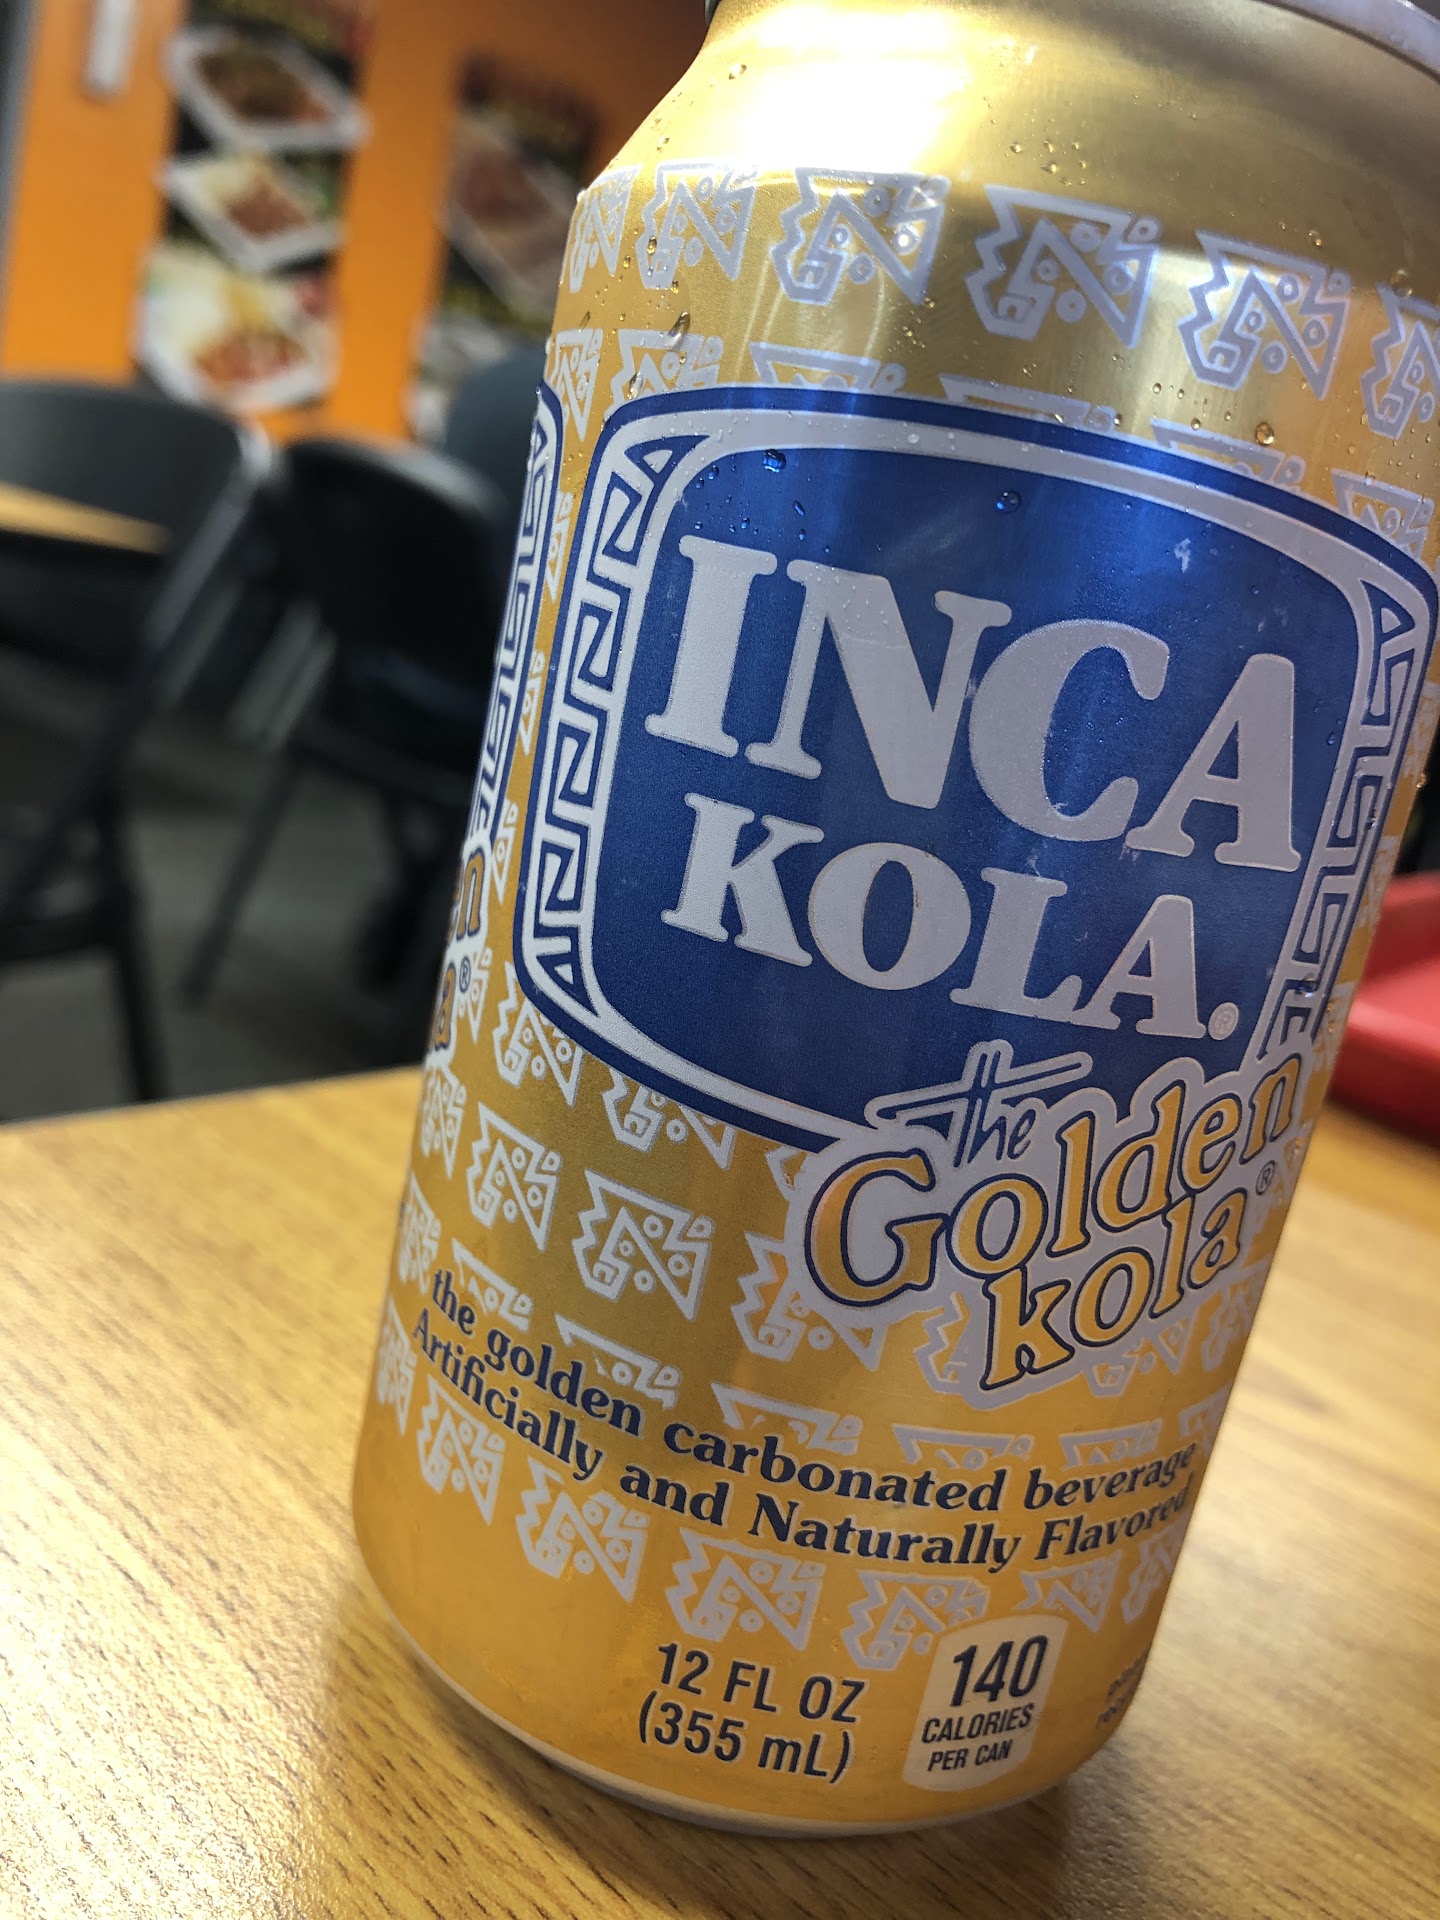 INCA
KOLA®
the
Golden
kola®
the golden carbonated beverage
Artificially and Naturally Flavored
12 FL OZ
(355 mL)
140
CALORIES
PER CAN